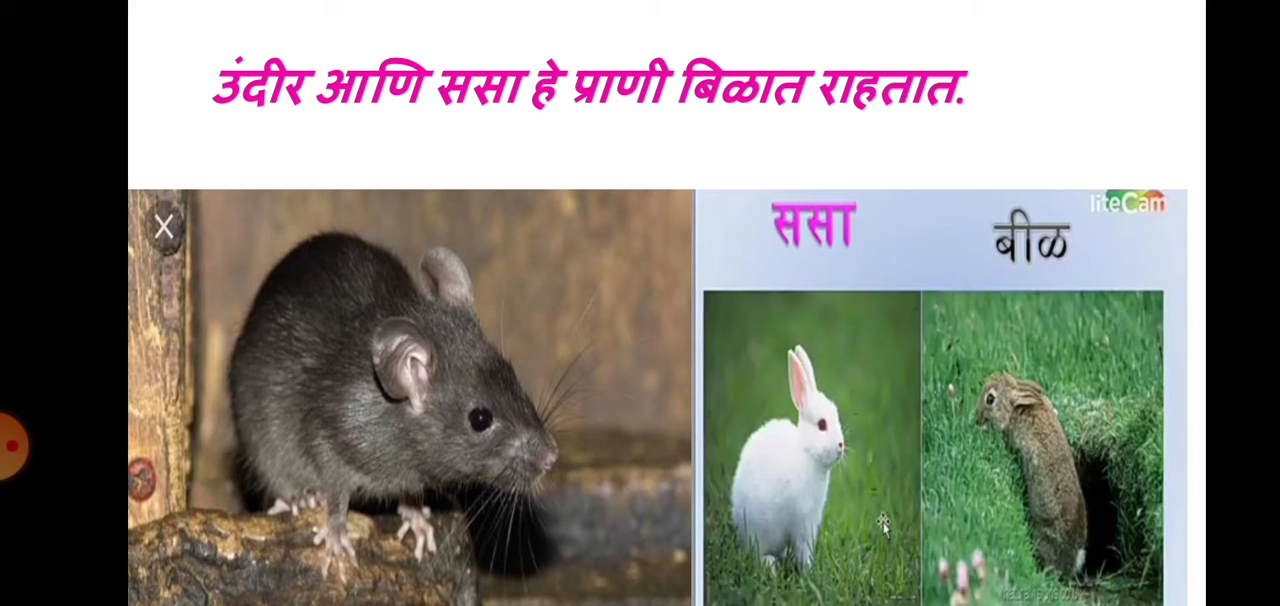 उंदीर आणि ससा हे प्राणी बिळात राहतात.
ससा
बीळ
liteCam